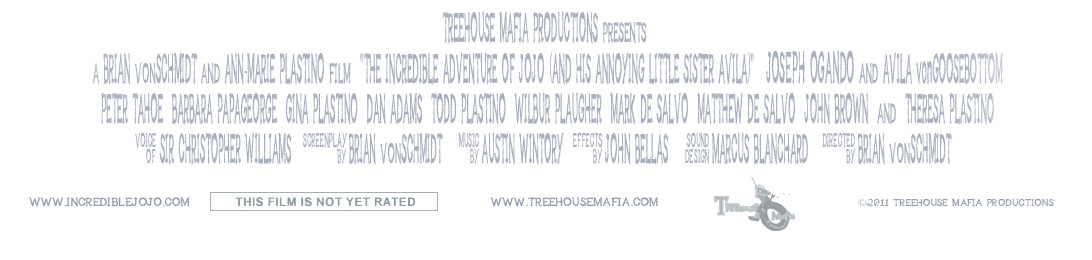 TREEHOUSE MAFIA PRODUCTIONS PRESENTS
A BRIAN vonSCHMIDT AND ANN-MARIE PLASTINO FILM "THE INCREDIBLE ADVENTURE OF JOJO (AND HIS ANNOYING LITTLE SISTER AVILA)" JOSEPH OGANDO AND AVILA vonGOOSEBOTTOM
PETER TAHOE BARBARA PAPAGEORGE GINA PLASTINO DAN ADAMS TODD PLASTINO WILBUR PLAUGHER MARK DE SALVO MATTHEW DE SALVO JOHN BROWN AND THERESA PLASTINO
VOICE OF SIR CHRISTOPHER WILLIAMS SCREENPLAY BY BRIAN vonSCHMIDT MUSIC BY AUSTIN WINTORY EFFECTS BY JOHN BELLAS SOUND DESIGN MARCUS BLANCHARD DIRECTED BY BRIAN vonSCHMIDT
WWW.INCREDIBLEJOJO.COM THIS FILM IS NOT YET RATED WWW.TREEHOUSEMAFIA.COM Treehouse Mafia ©2011 TREEHOUSE MAFIA PRODUCTIONS